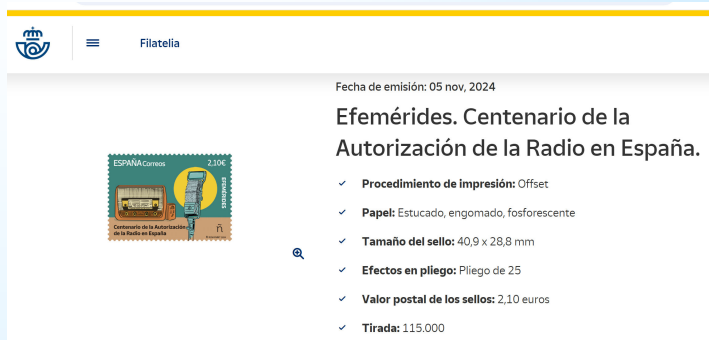 Filatelia
Fecha de emisión: 05 nov, 2024
Efemérides. Centenario de la
Autorización de la Radio en España.
ESPAÑA Correos
2,10€
EFEMÉRIDES
Centenario de la Autorización
de la Radio en España
ñ
Procedimiento de impresión: Offset
Papel: Estucado, engomado, fosforescente
Tamaño del sello: 40,9 x 28,8 mm
Efectos en pliego: Pliego de 25
Valor postal de los sellos: 2,10 euros
Tirada: 115.000